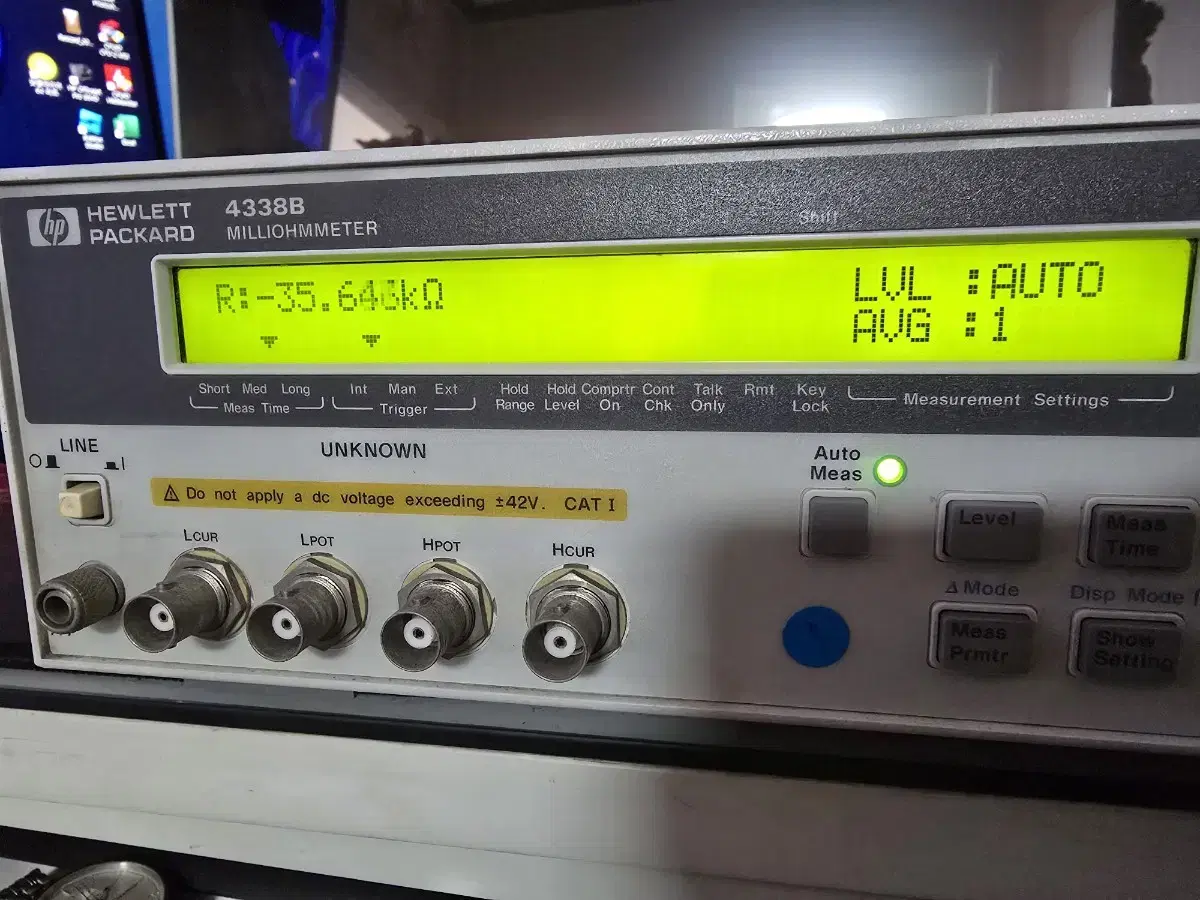 hp HEWLETT PACKARD
4338B
MILLIOHMMETER
Shift
LVL :AUTO
AVG :1
Short Med Long
Meas Time
Int Man Ext
Trigger
Hold Range
Hold Level
Comprtr On
Cont Chk
Talk Only
Rmt
Key Lock
Measurement Settings
LINE
O I
UNKNOWN
Do not apply a dc voltage exceeding ±42V. CAT I
LCUR
LPOT
HPOT
HCUR
Auto Meas
Level
Meas Time
Δ Mode
Disp Mode
Meas Prmtr
Show Setting